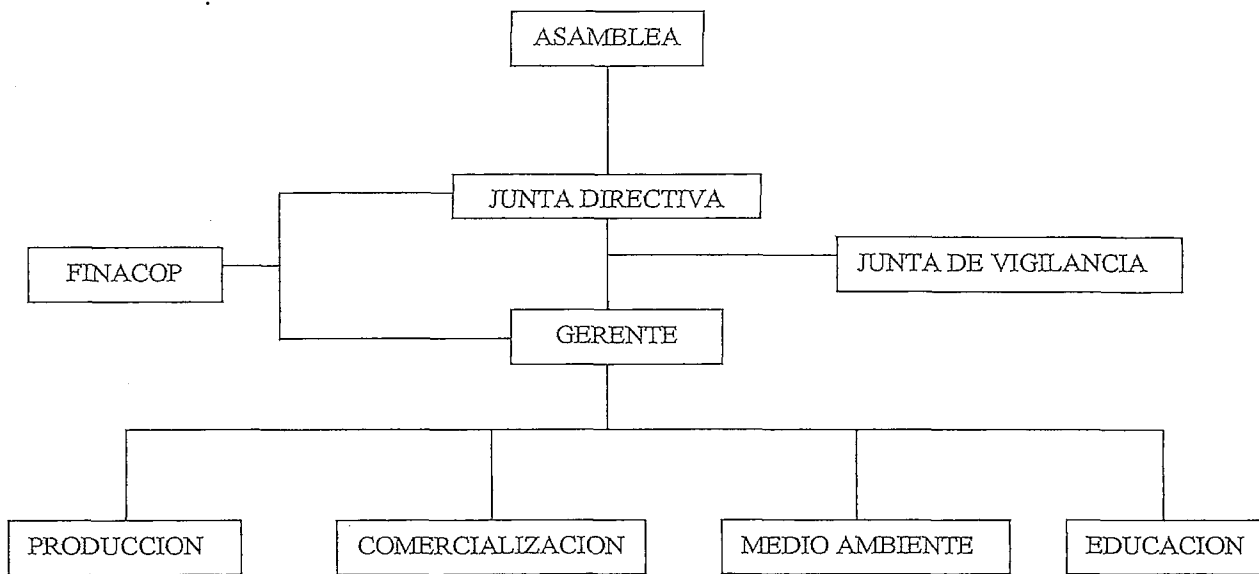 ASAMBLEA
JUNTA DIRECTIVA
FINACOP
JUNTA DE VIGILANCIA
GERENTE
PRODUCCION
COMERCIALIZACION
MEDIO AMBIENTE
EDUCACION